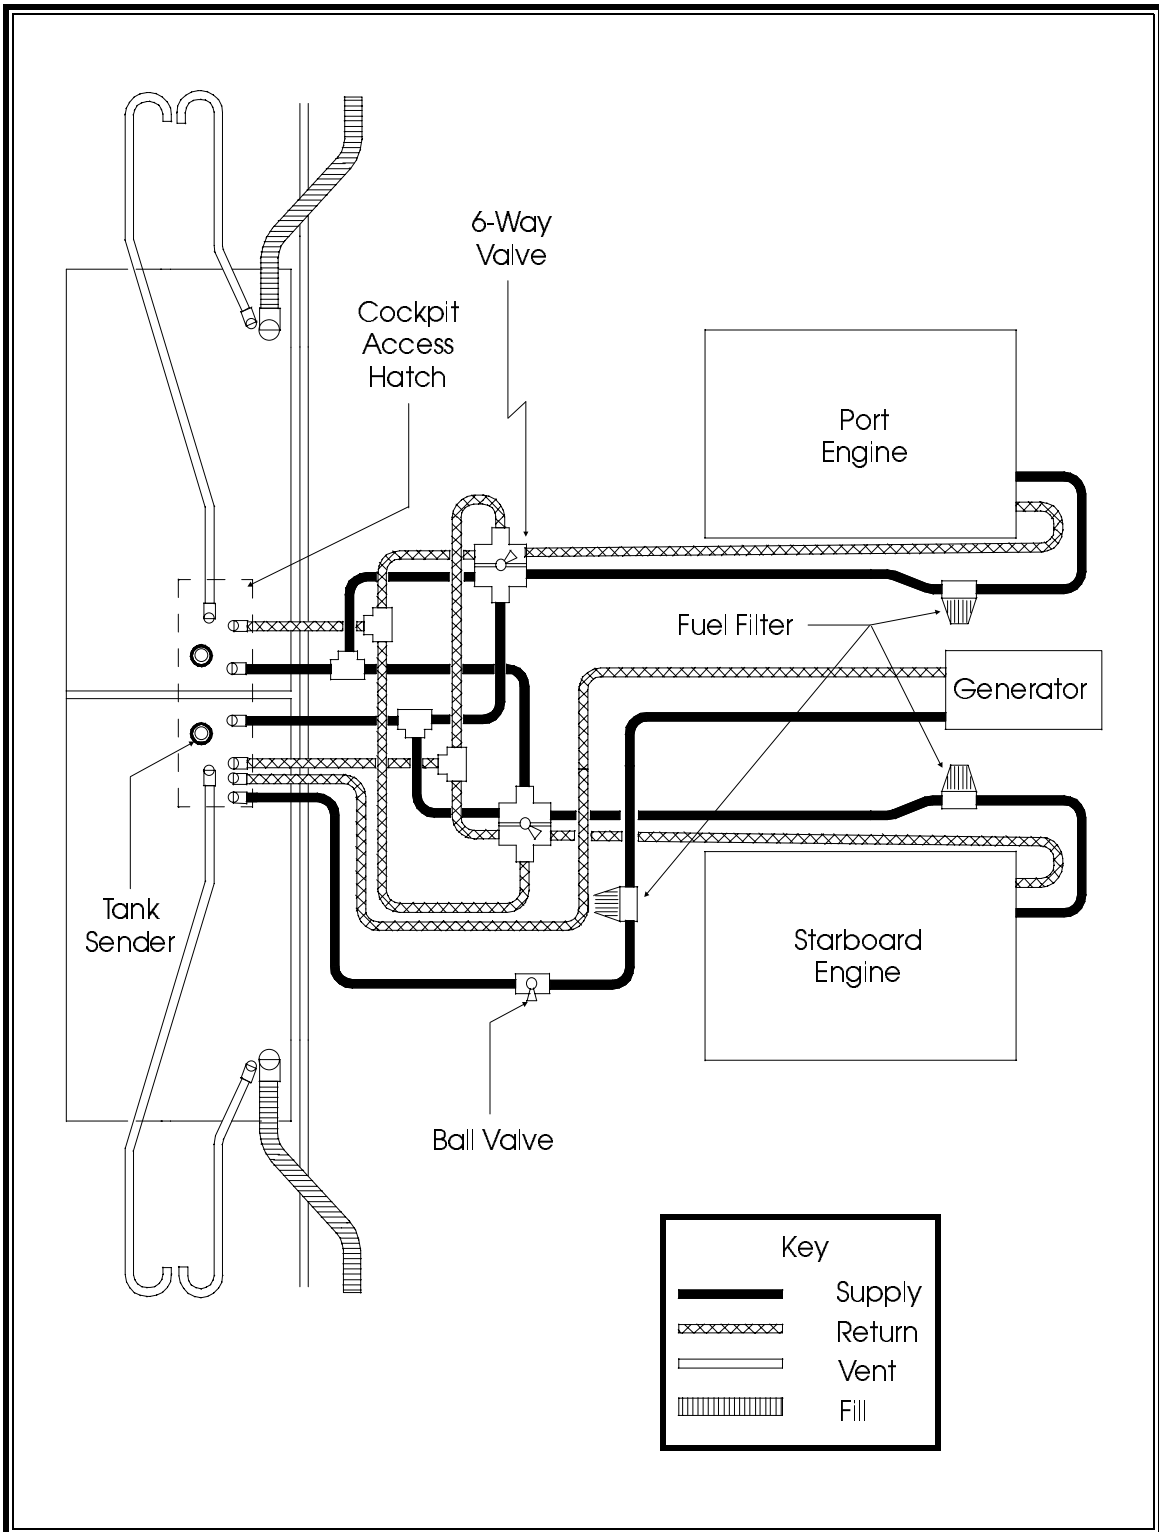 6-Way
Valve
Cockpit
Access
Hatch
Port
Engine
Fuel Filter
Generator
Tank
Sender
Starboard
Engine
Ball Valve
Key
Supply
Return
Vent
Fill